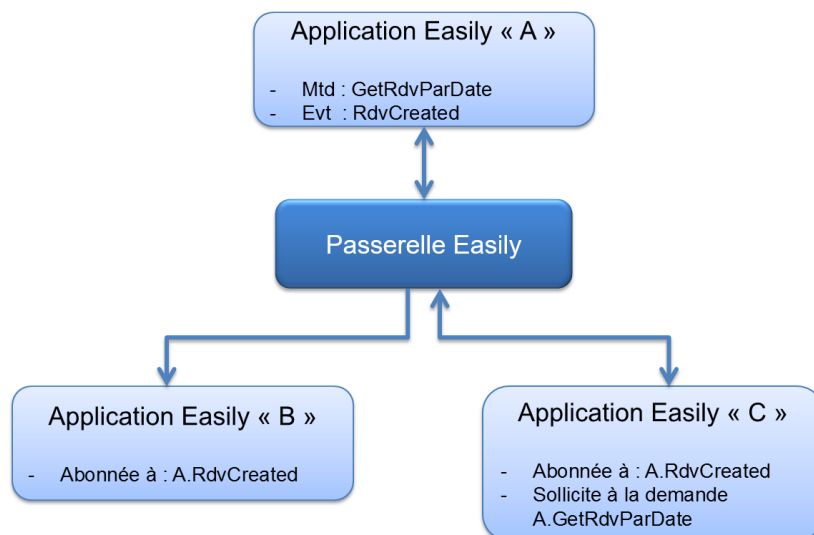 Application Easily « A »
- Mtd : GetRdvParDate
- Evt : RdvCreated
Passerelle Easily
Application Easily « B »
- Abonnée à : A.RdvCreated
Application Easily « C »
- Abonnée à : A.RdvCreated
- Sollicite à la demande
A.GetRdvParDate